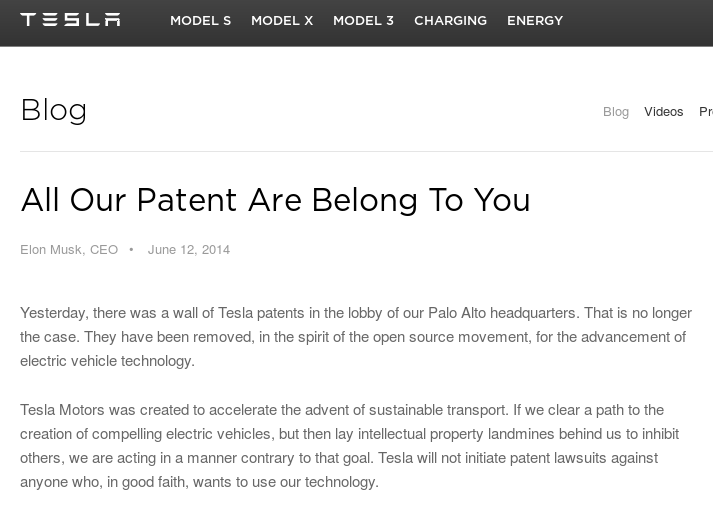 TESLA MODEL S MODEL X MODEL 3 CHARGING ENERGY
Blog
Blog Videos
All Our Patent Are Belong To You
Elon Musk, CEO • June 12, 2014
Yesterday, there was a wall of Tesla patents in the lobby of our Palo Alto headquarters. That is no longer
the case. They have been removed, in the spirit of the open source movement, for the advancement of
electric vehicle technology.
Tesla Motors was created to accelerate the advent of sustainable transport. If we clear a path to the
creation of compelling electric vehicles, but then lay intellectual property landmines behind us to inhibit
others, we are acting in a manner contrary to that goal. Tesla will not initiate patent lawsuits against
anyone who, in good faith, wants to use our technology.